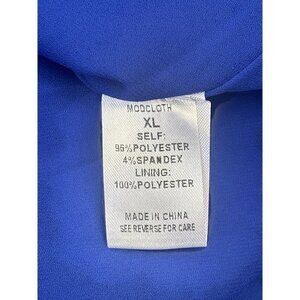 MODCLOTH
XL
SELF:
96%POLYESTER
4%SPANDEX
LINING:
100%POLYESTER
MADE IN CHINA
SEE REVERSE FOR CARE